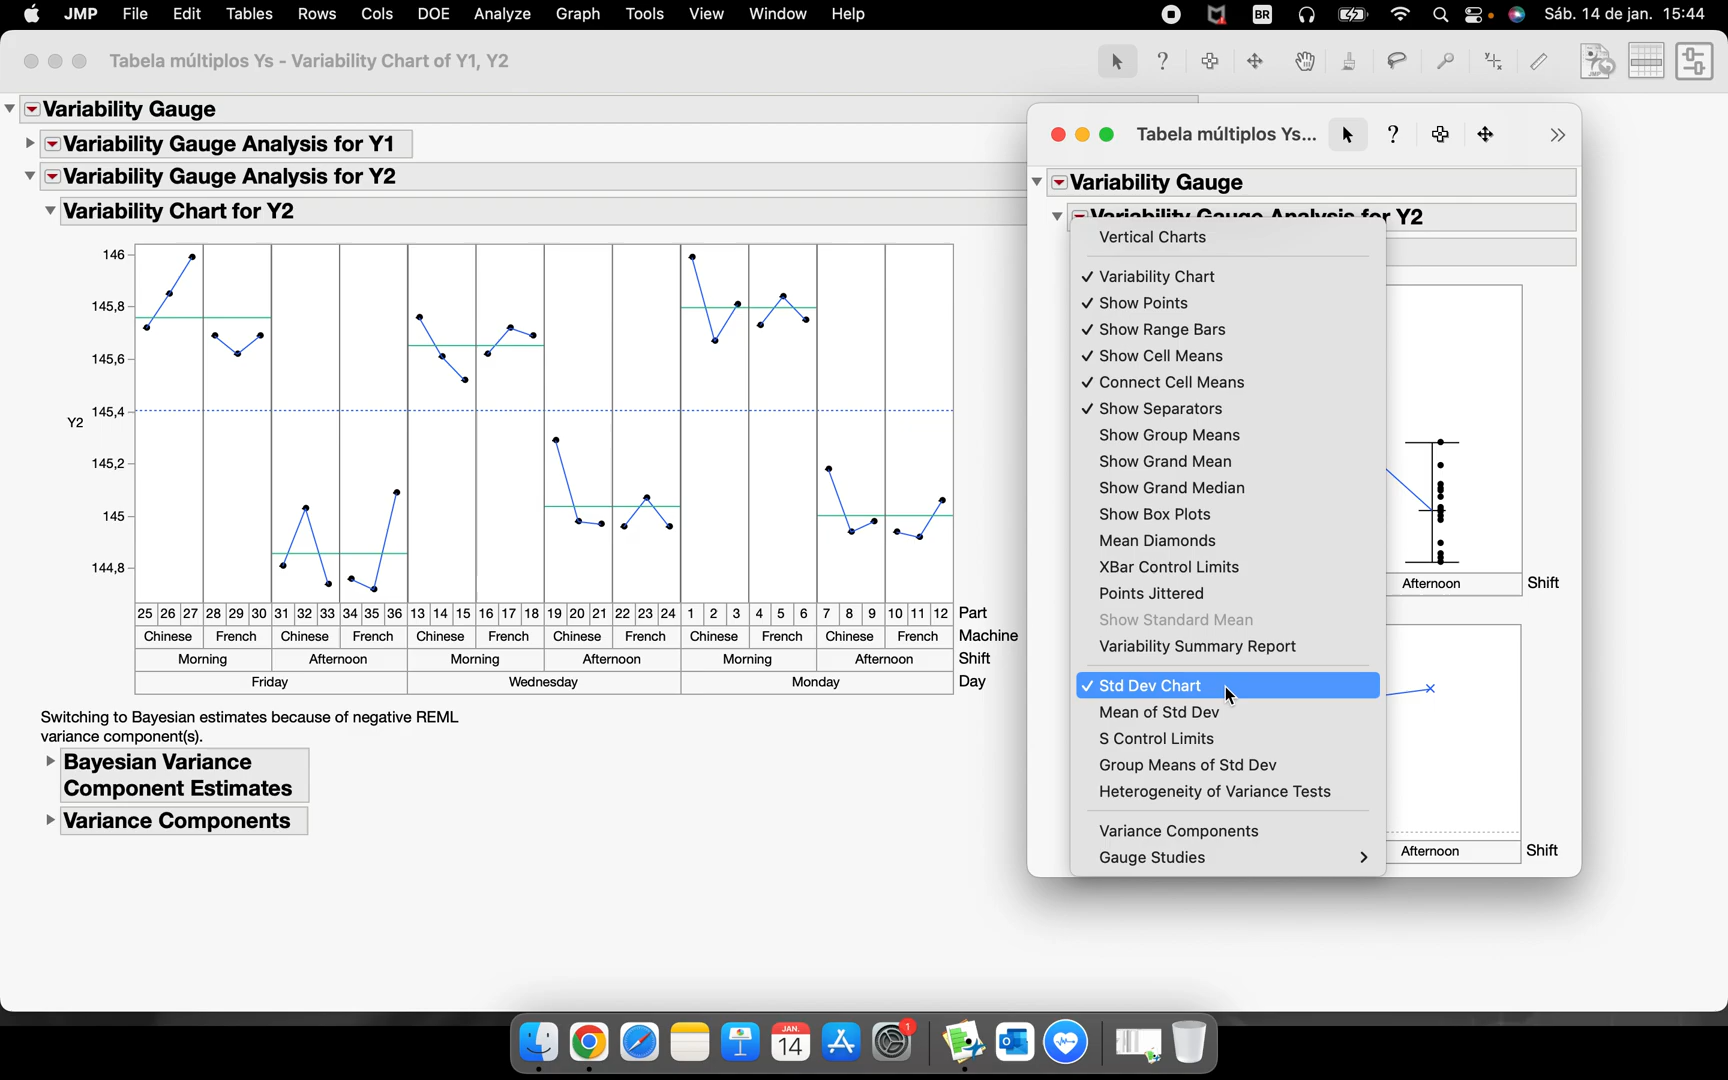 JMP File Edit Tables Rows Cols DOE Analyze Graph Tools View Window Help BR Sáb. 14 de jan. 15:44
Tabela múltiplos Ys - Variability Chart of Y1, Y2
Variability Gauge
Variability Gauge Analysis for Y1
Variability Gauge Analysis for Y2
Variability Chart for Y2
146
145,8
145,6
145,4
145,2
145
144,8
Y2
25 26 27 28 29 30 31 32 33 34 35 36 13 14 15 16 17 18 19 20 21 22 23 24 1 2 3 4 5 6 7 8 9 10 11 12 Part
Chinese French Chinese French Chinese French Chinese French Chinese French Chinese French Machine
Morning Afternoon Morning Afternoon Morning Afternoon Shift
Friday Wednesday Monday Day
Switching to Bayesian estimates because of negative REML
variance component(s).
Bayesian Variance
Component Estimates
Variance Components
Tabela múltiplos Ys...
Variability Gauge
Variability Gauge Analysis for Y2
Vertical Charts
Variability Chart
Show Points
Show Range Bars
Show Cell Means
Connect Cell Means
Show Separators
Show Group Means
Show Grand Mean
Show Grand Median
Show Box Plots
Mean Diamonds
XBar Control Limits
Points Jittered
Show Standard Mean
Variability Summary Report
Std Dev Chart
Mean of Std Dev
S Control Limits
Group Means of Std Dev
Heterogeneity of Variance Tests
Variance Components
Gauge Studies
Afternoon Shift
Afternoon Shift
JAN.
14
1